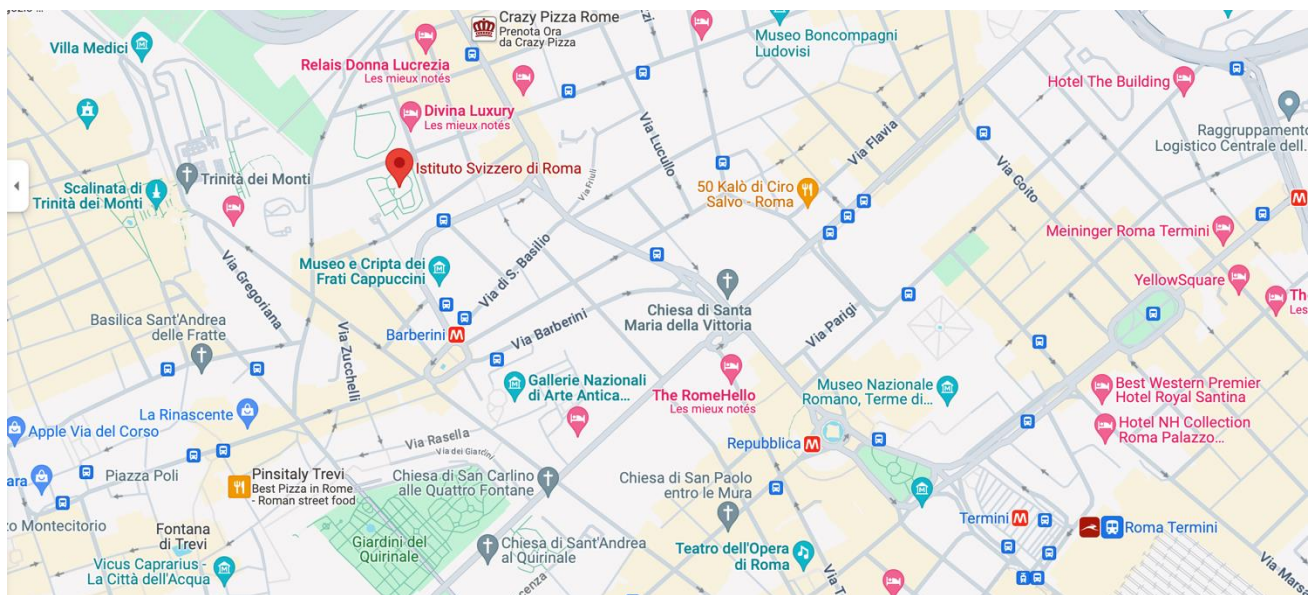 Crazy Pizza Rome
Prenota Ora
da Crazy Pizza
Villa Medici
Relais Donna Lucrezia
Les mieux notés
Museo Boncompagni
Ludovisi
Hotel The Building
Divina Luxury
Les mieux notés
Via Lucullo
Via Flavia
Raggruppamento
Logistico Centrale dell...
Trinità dei Monti
Istituto Svizzero di Roma
Via Friuli
Via Goito
Scalinata di
Trinità dei Monti
50 Kalò di Ciro
Salvo - Roma
Meininger Roma Termini
Via Gregoriana
Museo e Cripta dei
Frati Cappuccini
Via di S. Basilio
YellowSquare
Chiesa di Santa
Maria della Vittoria
Basilica Sant'Andrea
delle Fratte
Barberini
Via Barberini
Via Parigi
Via Zucchelli
Gallerie Nazionali
di Arte Antica...
The RomeHello
Les mieux notés
Museo Nazionale
Romano, Terme di...
Best Western Premier
Hotel Royal Santina
La Rinascente
Apple Via del Corso
Hotel NH Collection
Roma Palazzo...
Via Rasella
Via dei Giardini
Repubblica
Piazza Poli
Pinsitaly Trevi
Best Pizza in Rome
- Roman street food
Chiesa di San Carlino
alle Quattro Fontane
Chiesa di San Paolo
entro le Mura
Termini
Roma Termini
Fontana
di Trevi
Giardini del
Quirinale
Chiesa di Sant'Andrea
al Quirinale
Teatro dell'Opera
di Roma
Vicus Caprarius -
La Città dell'Acqua